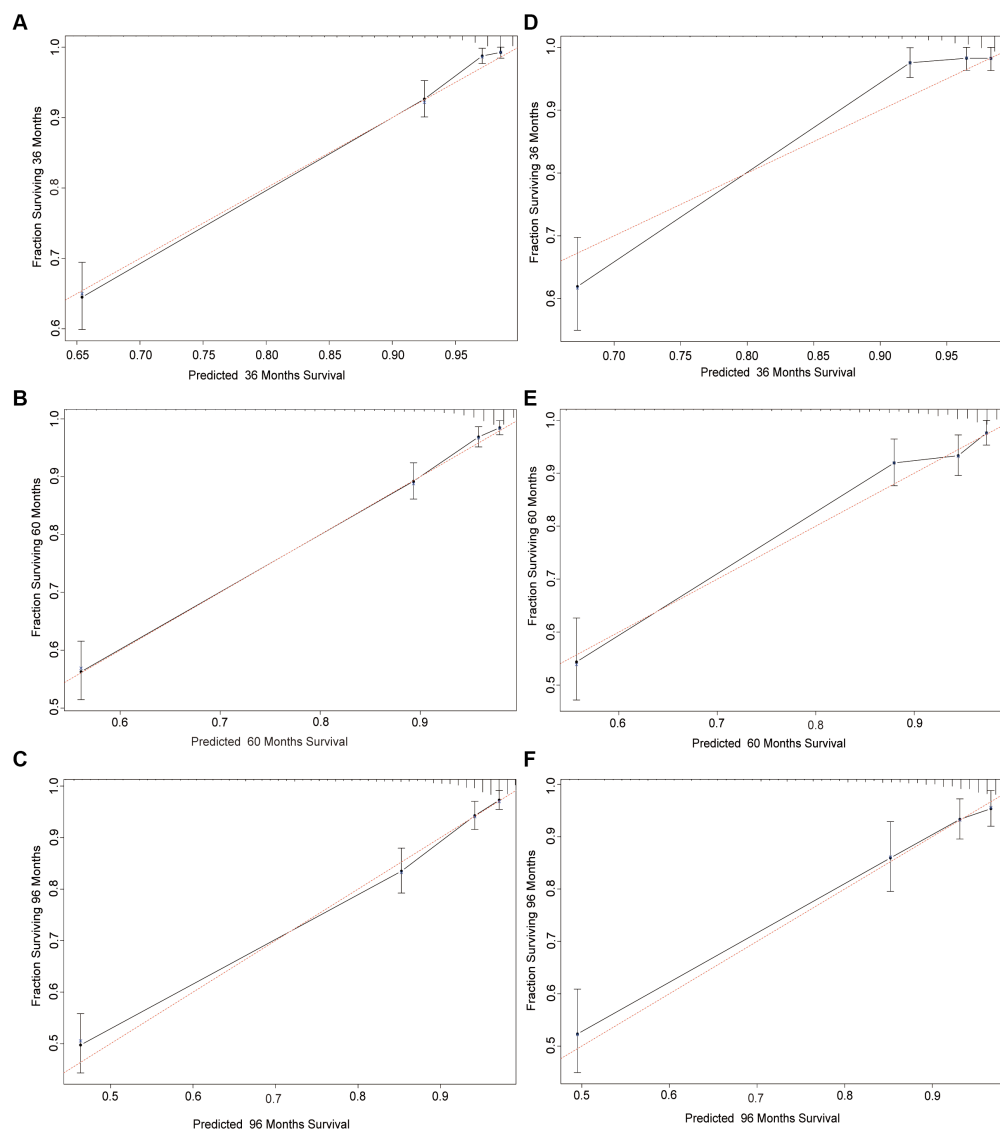 A
Fraction Surviving 36 Months
1.0
0.9
0.8
0.7
0.6
0.65 0.70 0.75 0.80 0.85 0.90 0.95
Predicted 36 Months Survival
D
Fraction Surviving 36 Months
1.0
0.9
0.8
0.7
0.6
0.70 0.75 0.80 0.85 0.90 0.95
Predicted 36 Months Survival
B
Fraction Surviving 60 Months
1.0
0.9
0.8
0.7
0.6
0.5
0.6 0.7 0.8 0.9
Predicted 60 Months Survival
E
Fraction Surviving 60 Months
1.0
0.9
0.8
0.7
0.6
0.5
0.6 0.7 0.8 0.9
Predicted 60 Months Survival
C
Fraction Surviving 96 Months
1.0
0.9
0.8
0.7
0.6
0.5
0.5 0.6 0.7 0.8 0.9
Predicted 96 Months Survival
F
Fraction Surviving 96 Months
1.0
0.9
0.8
0.7
0.6
0.5
0.5 0.6 0.7 0.8 0.9
Predicted 96 Months Survival